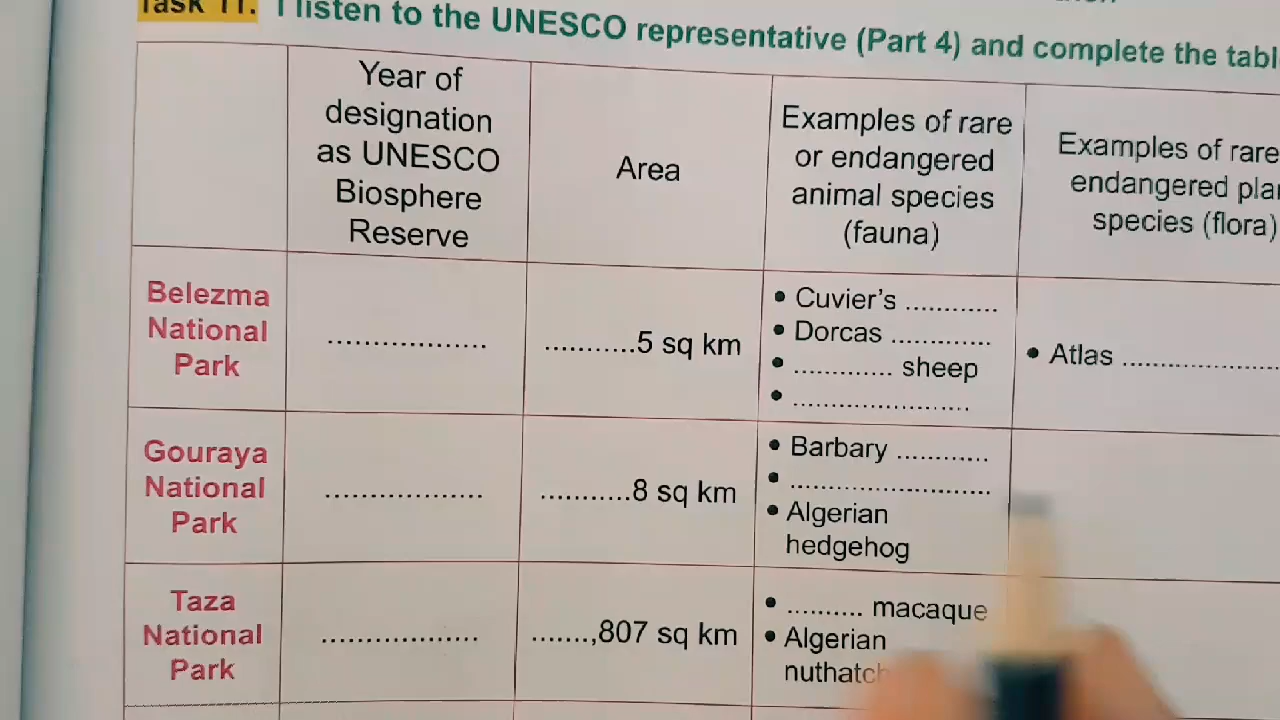 Task 11. I listen to the UNESCO representative (Part 4) and complete the
Year of
designation
as UNESCO
Biosphere
Reserve
Area
Examples of rare
or endangered
animal species
(fauna)
Examples of rare
endangered
species (flora)
Belezma
National
Park
..................
...........5 sq km
• Cuvier's ...........
• Dorcas ............
• ............. sheep
• ........................
• Atlas .....................
Gouraya
National
Park
..................
...........8 sq km
• Barbary ...........
• ........................
• Algerian
hedgehog
Taza
National
Park
..................
.......,807 sq km
• .......... macaque
• Algerian